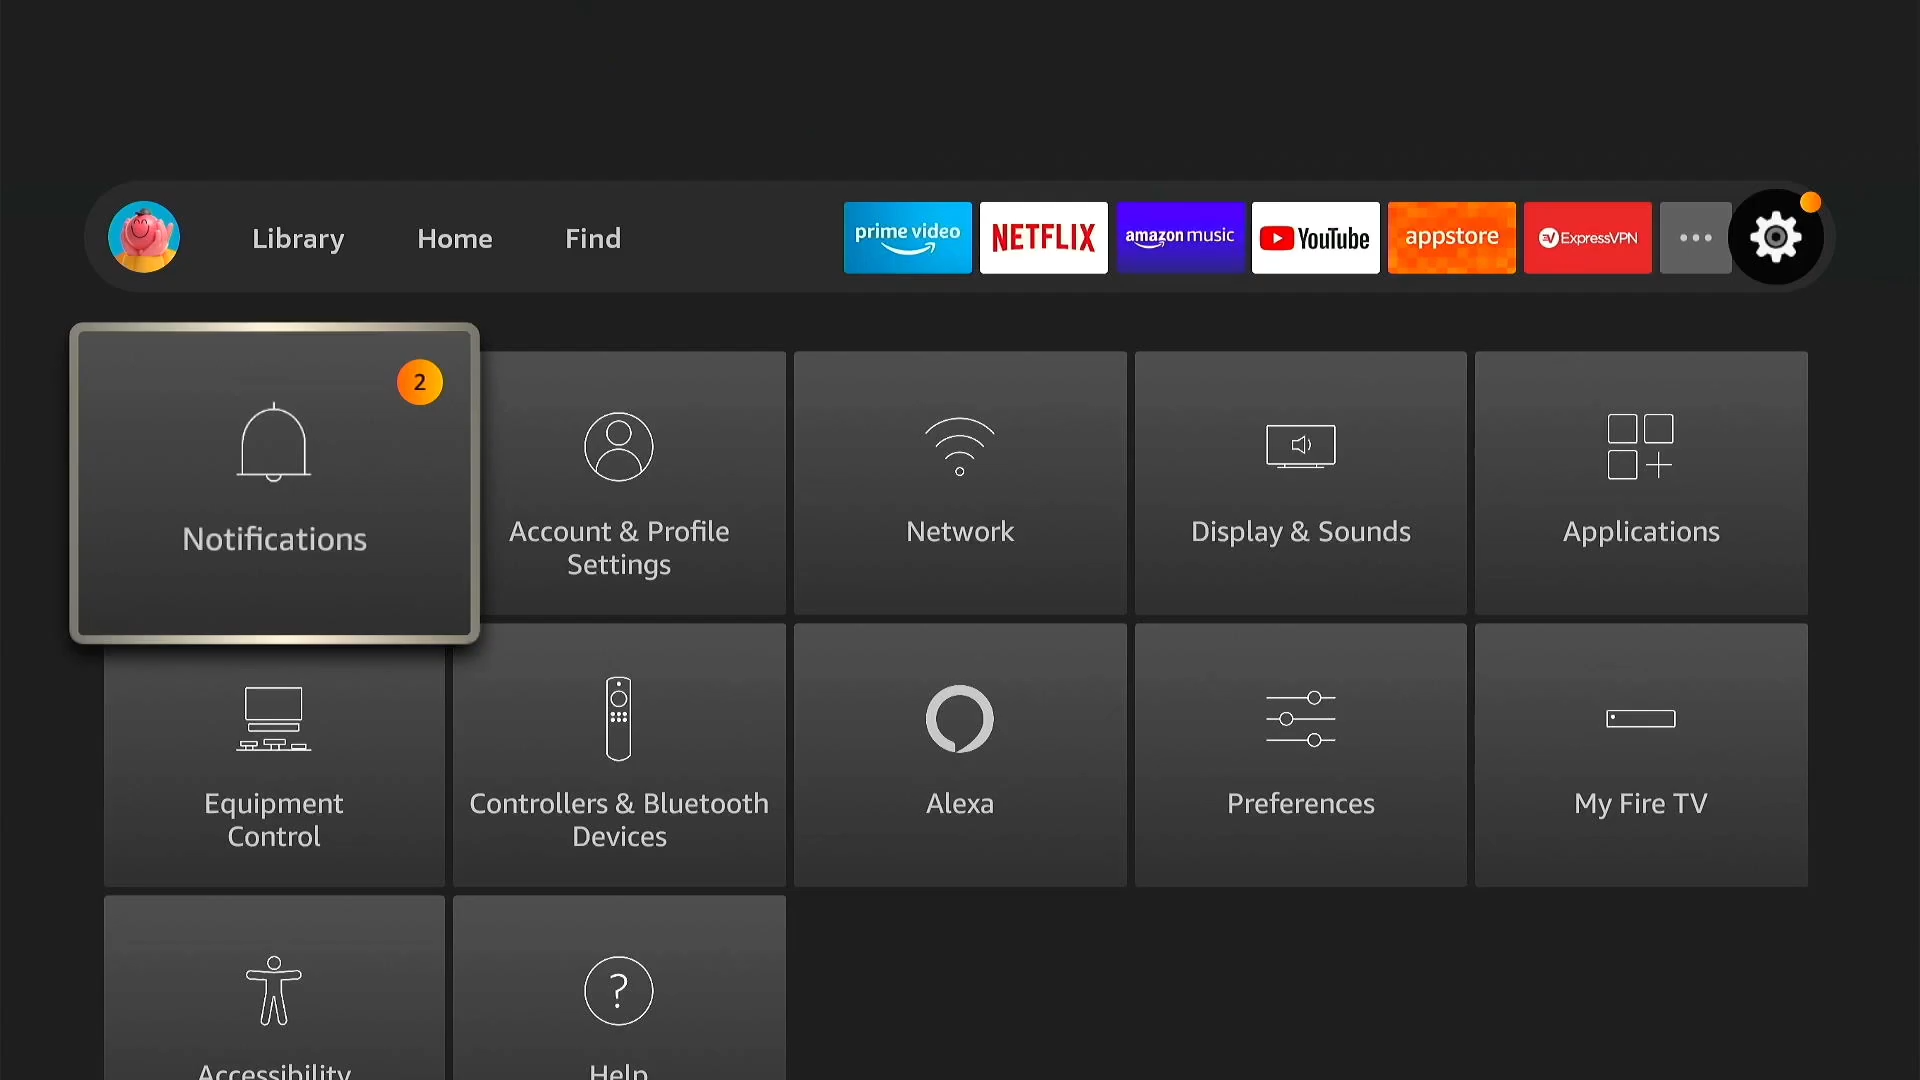 Library
Home
Find
prime video
NETFLIX
amazon music
YouTube
appstore
ExpressVPN
2
Notifications
Account & Profile
Settings
Network
Display & Sounds
Applications
Equipment
Control
Controllers & Bluetooth
Devices
Alexa
Preferences
My Fire TV
Accessibility
?
Help